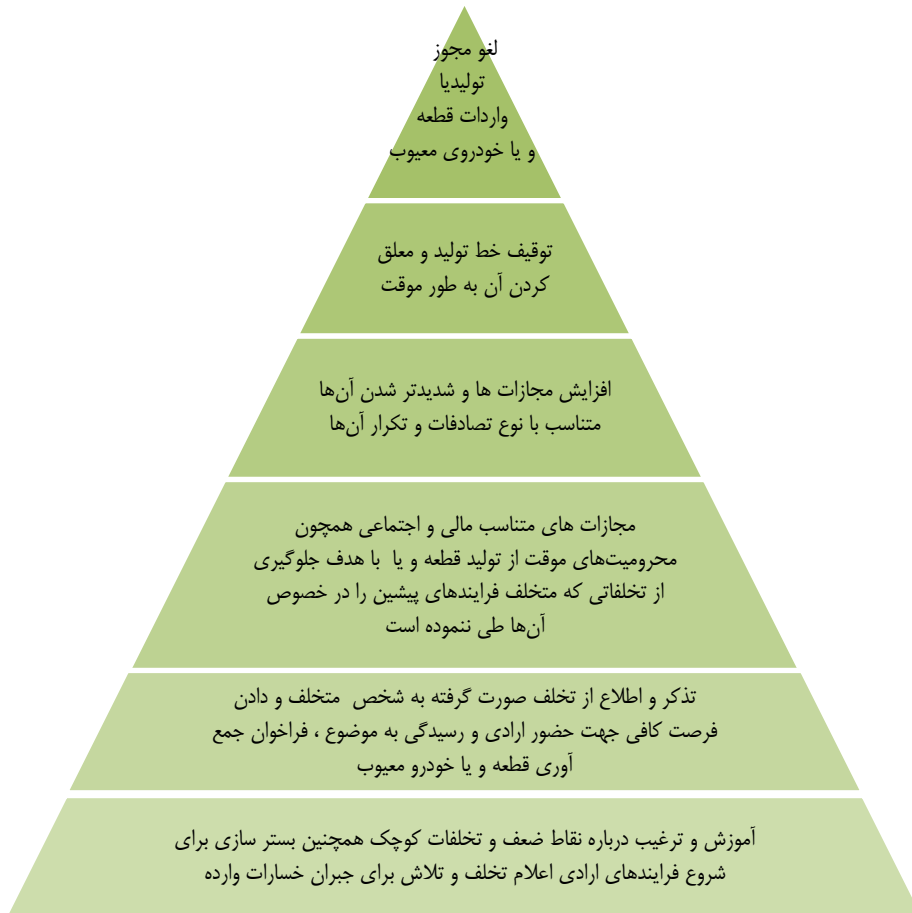 لغو مجوز
تولیدیا
واردات قطعه
و یا خودروی معیوب
توقیف خط تولید و معلق
کردن آن به طور موقت
افزایش مجازات ها و شدیدتر شدن آن‌ها
متناسب با نوع تصادفات و تکرار آن‌ها
مجازات های متناسب مالی و اجتماعی همچون
محرومیت‌های موقت از تولید قطعه و یا با هدف جلوگیری
از تخلفاتی که متخلف فرایندهای پیشین را در خصوص
آن‌ها طی ننموده است
تذکر و اطلاع از تخلف صورت گرفته به شخص متخلف و دادن
فرصت کافی جهت حضور ارادی و رسیدگی به موضوع ، فراخوان جمع
آوری قطعه و یا خودرو معیوب
آموزش و ترغیب درباره نقاط ضعف و تخلفات کوچک همچنین بستر سازی برای
شروع فرایندهای ارادی اعلام تخلف و تلاش برای جبران خسارات وارده